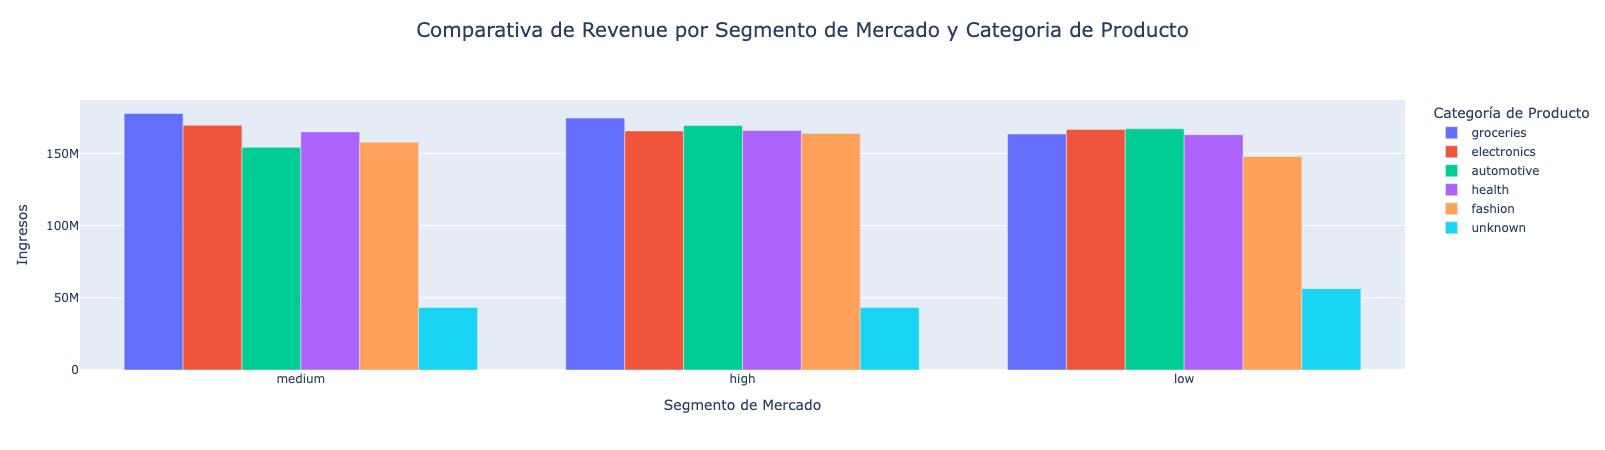 Comparativa de Revenue por Segmento de Mercado y Categoria de Producto
Ingresos
150M
100M
50M
0
medium
high
low
Segmento de Mercado
Categoría de Producto
groceries
electronics
automotive
health
fashion
unknown